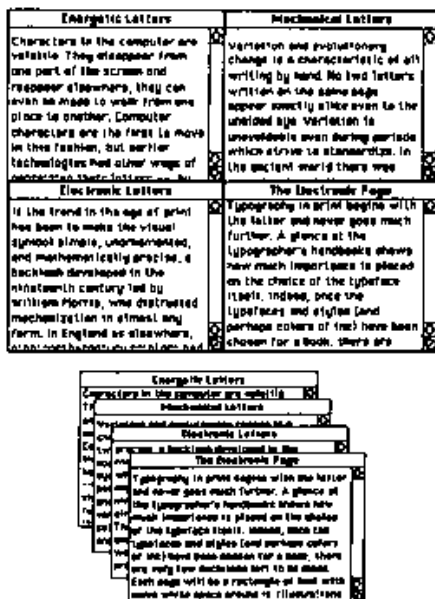 Energetic Letters
Characters in the computer are
volatile. They disappear from
one part of the screen and
reappear elsewhere, they can
even be made to walk from one
place to another. Computer
characters are the first to move
in this fashion, but earlier
technologies had other ways of
Mechanical Letters
Variation and evolutionary
change is a characteristic of all
writing by hand. No two letters
written on the same page
appear exactly alike even to the
unaided eye. Variation is
unavoidable even during periods
which strive to standardize. In
the ancient world there was
Electronic Letters
If the trend in the age of print
has been to make the visual
symbol simple, unornamented,
and mathematically precise, a
backlash developed in the
nineteenth century led by
William Morris, who distrusted
mechanization in almost any
form. In England as elsewhere,
The Electronic Page
Typography in print begins with
the letter and never goes much
further. A glance at the
typographer's handbooks shows
how much importance is placed
on the choice of the typeface
itself. Indeed, once the
typefaces and styles (and
perhaps colors of ink) have been
chosen for a book, there are
Energetic Letters
Characters in the computer are volatile
Mechanical Letters
Electronic Letters
The Electronic Page
Typography in print begins with the letter
and never goes much further. A glance at
the typographer's handbooks shows how
much importance is placed on the choice
of the typeface itself. Indeed, once the
typefaces and styles (and perhaps colors
of ink) have been chosen for a book, there
are only few decisions left to be made.
Each page will be a rectangle of text with
some white space around it. Illustrations